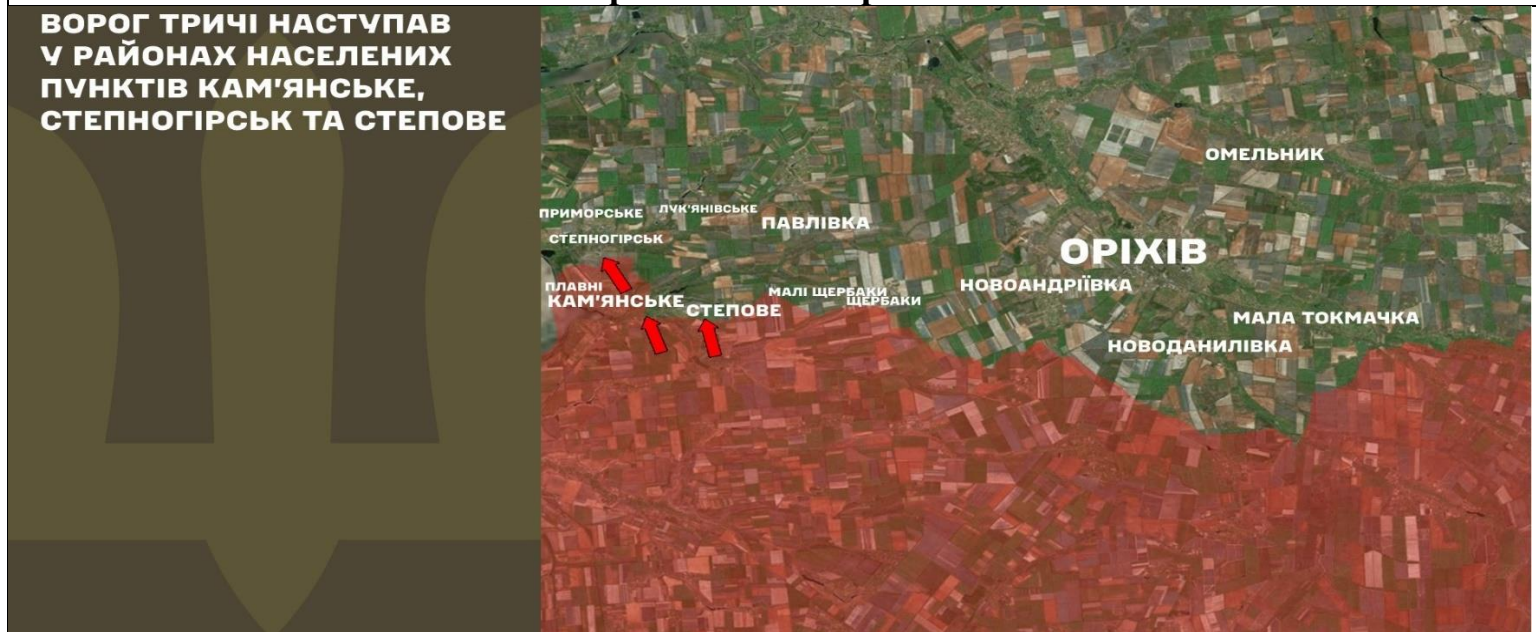 ВОРОГ ТРИЧІ НАСТУПАВ
У РАЙОНАХ НАСЕЛЕНИХ
ПУНКТІВ КАМ'ЯНСЬКЕ,
СТЕПНОГІРСЬК ТА СТЕПОВЕ
ОМЕЛЬНИК
ПРИМОРСЬКЕ
ЛУК'ЯНІВСЬКЕ
ПАВЛІВКА
СТЕПНОГІРСЬК
ОРІХІВ
ПЛАВНІ
КАМ'ЯНСЬКЕ
СТЕПОВЕ
МАЛІ ЩЕРБАКИ
ЩЕРБАКИ
НОВОАНДРІЇВКА
МАЛА ТОКМАЧКА
НОВОДАНИЛІВКА